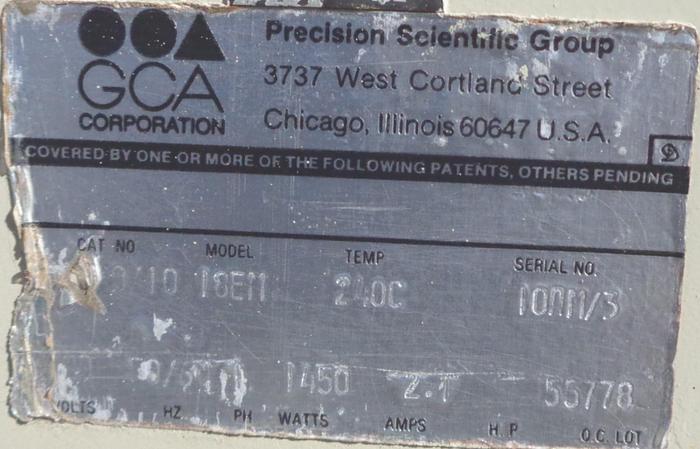 GCA
CORPORATION
Precision Scientific Group
3737 West Cortland Street
Chicago, Illinois 60647 U.S.A.
COVERED BY ONE OR MORE OF THE FOLLOWING PATENTS, OTHERS PENDING
CAT NO MODEL TEMP SERIAL NO.
18EM 240C
1450 55778
VOLTS HZ PH WATTS AMPS H.P O.C. LOT